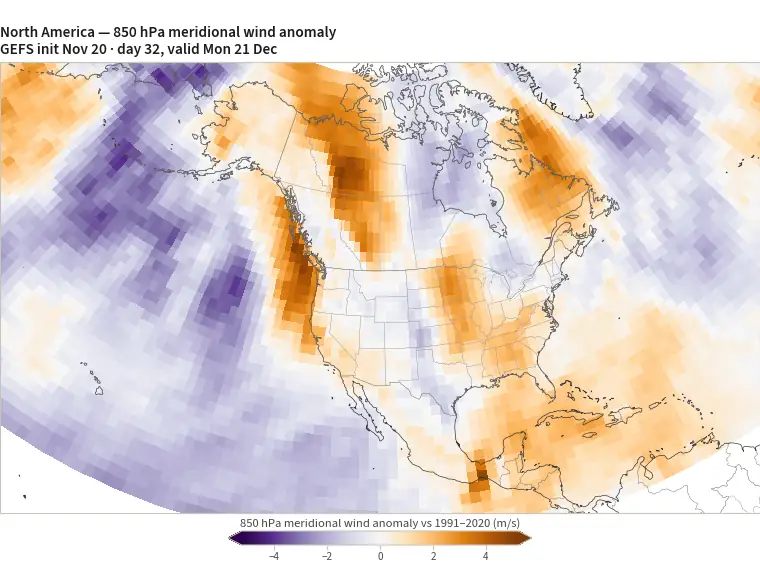 North America — 850 hPa meridional wind anomaly
GEFS init Nov 20 · day 32, valid Mon 21 Dec
850 hPa meridional wind anomaly vs 1991–2020 (m/s)
−4 −2 0 2 4